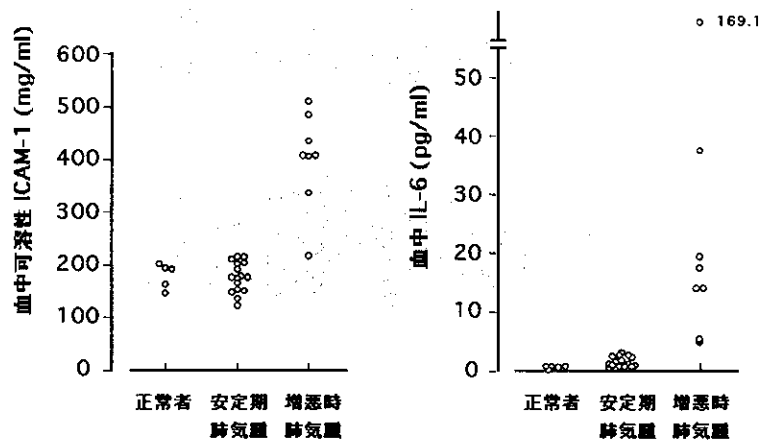 血中可溶性 ICAM-1 (mg/ml)
600
500
400
300
200
100
0
正常者
安定期
肺気腫
増悪時
肺気腫
血中 IL-6 (pg/ml)
169.1
50
40
30
20
10
0
正常者
安定期
肺気腫
増悪時
肺気腫